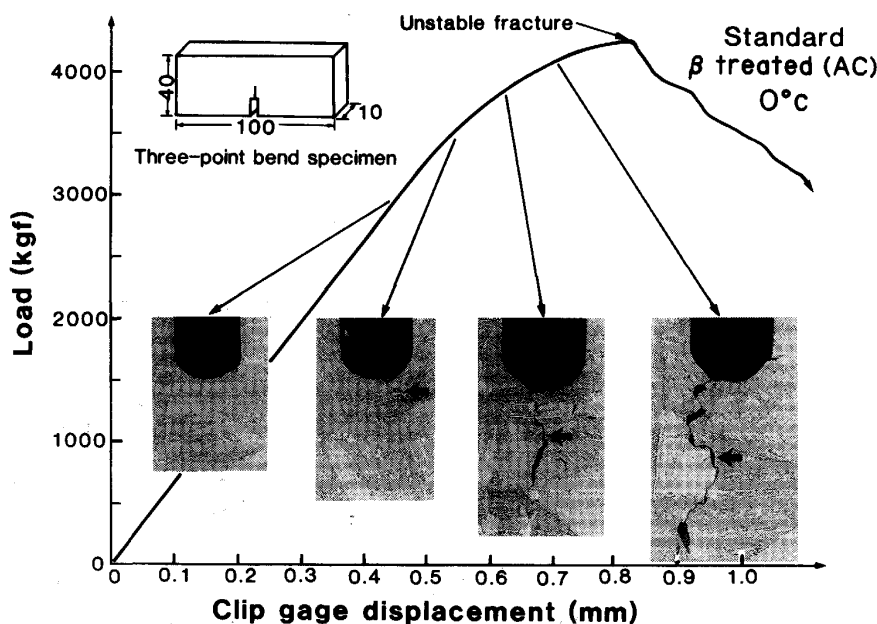 Unstable fracture
Standard
β treated (AC)
0°c
40
100
10
Three-point bend specimen
Load (kgf)
4000
3000
2000
1000
0
0 0.1 0.2 0.3 0.4 0.5 0.6 0.7 0.8 0.9 1.0
Clip gage displacement (mm)